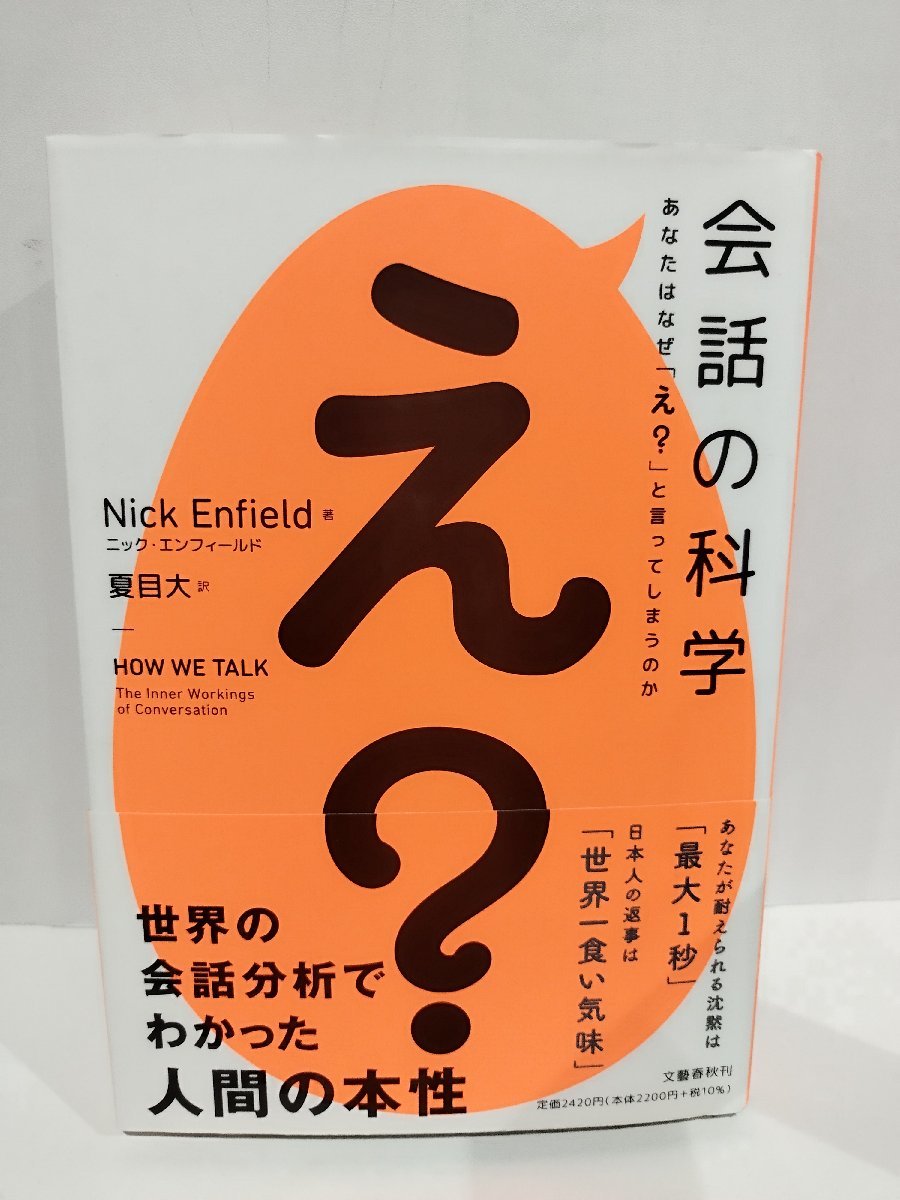 会話の科学
あなたはなぜ「え?」と言ってしまうのか
え?
Nick Enfield 著
ニック・エンフィールド
夏目大 訳
HOW WE TALK
The Inner Workings
of Conversation
あなたが耐えられる沈黙は
「最大1秒」
日本人の返事は
「世界一食い気味」
世界の
会話分析で
わかった
人間の本性
文藝春秋刊
定価2420円(本体2200円+税10%)